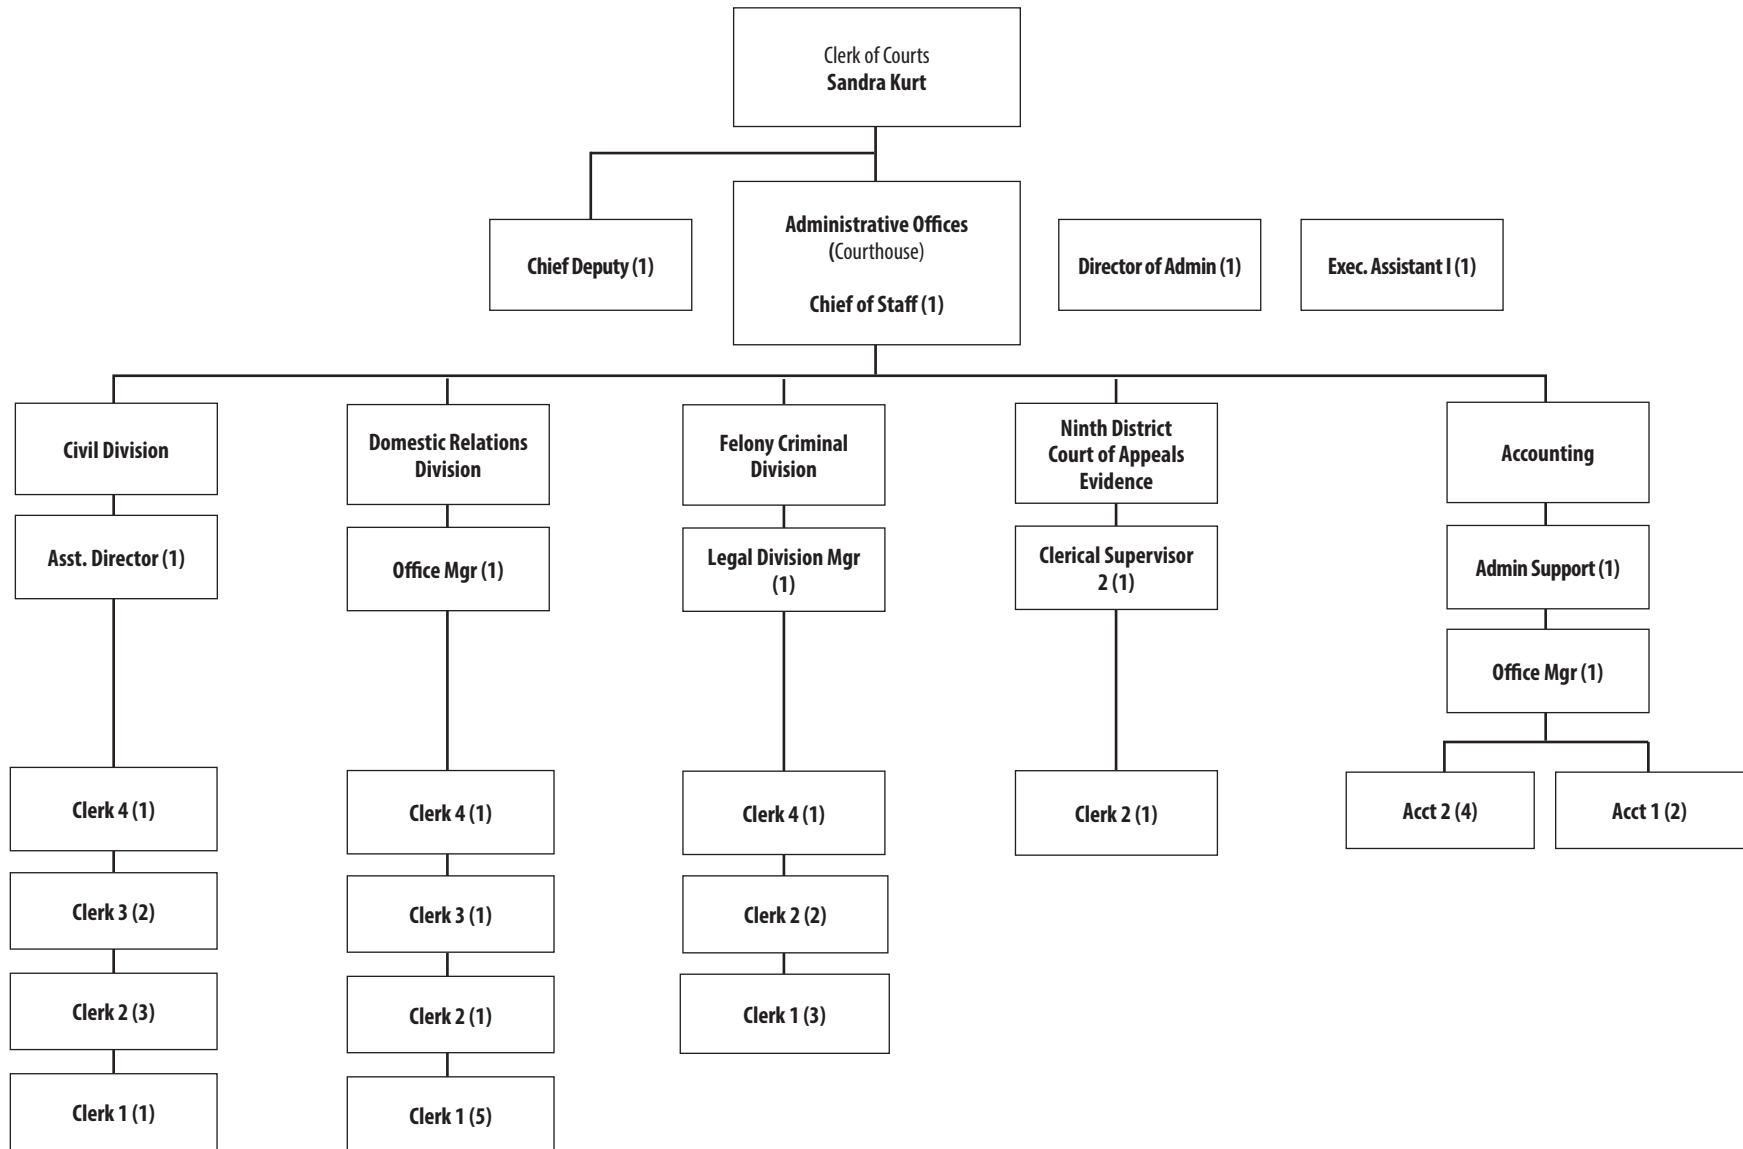 Clerk of Courts
Sandra Kurt
Chief Deputy (1)
Administrative Offices
(Courthouse)
Chief of Staff (1)
Director of Admin (1)
Exec. Assistant I (1)
Civil Division
Domestic Relations
Division
Felony Criminal
Division
Ninth District
Court of Appeals
Evidence
Accounting
Asst. Director (1)
Office Mgr (1)
Legal Division Mgr
(1)
Clerical Supervisor
2 (1)
Admin Support (1)
Office Mgr (1)
Clerk 4 (1)
Clerk 4 (1)
Clerk 4 (1)
Clerk 2 (1)
Acct 2 (4)
Acct 1 (2)
Clerk 3 (2)
Clerk 3 (1)
Clerk 2 (2)
Clerk 2 (3)
Clerk 2 (1)
Clerk 1 (3)
Clerk 1 (1)
Clerk 1 (5)